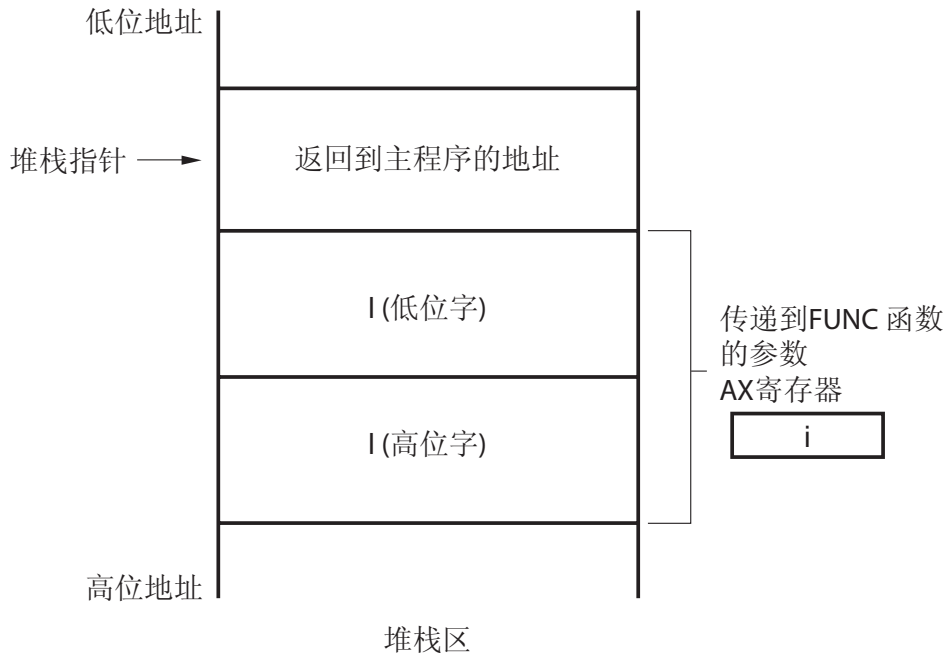 低位地址
堆栈指针
返回到主程序的地址
l (低位字)
l (高位字)
传递到FUNC 函数
的参数
AX寄存器
i
高位地址
堆栈区